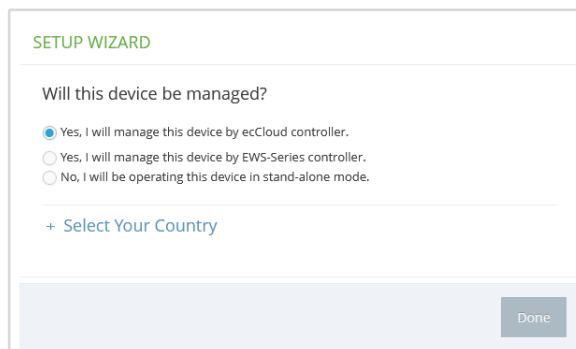 SETUP WIZARD
Will this device be managed?
Yes, I will manage this device by ecCloud controller.
Yes, I will manage this device by EWS-Series controller.
No, I will be operating this device in stand-alone mode.
+ Select Your Country
Done